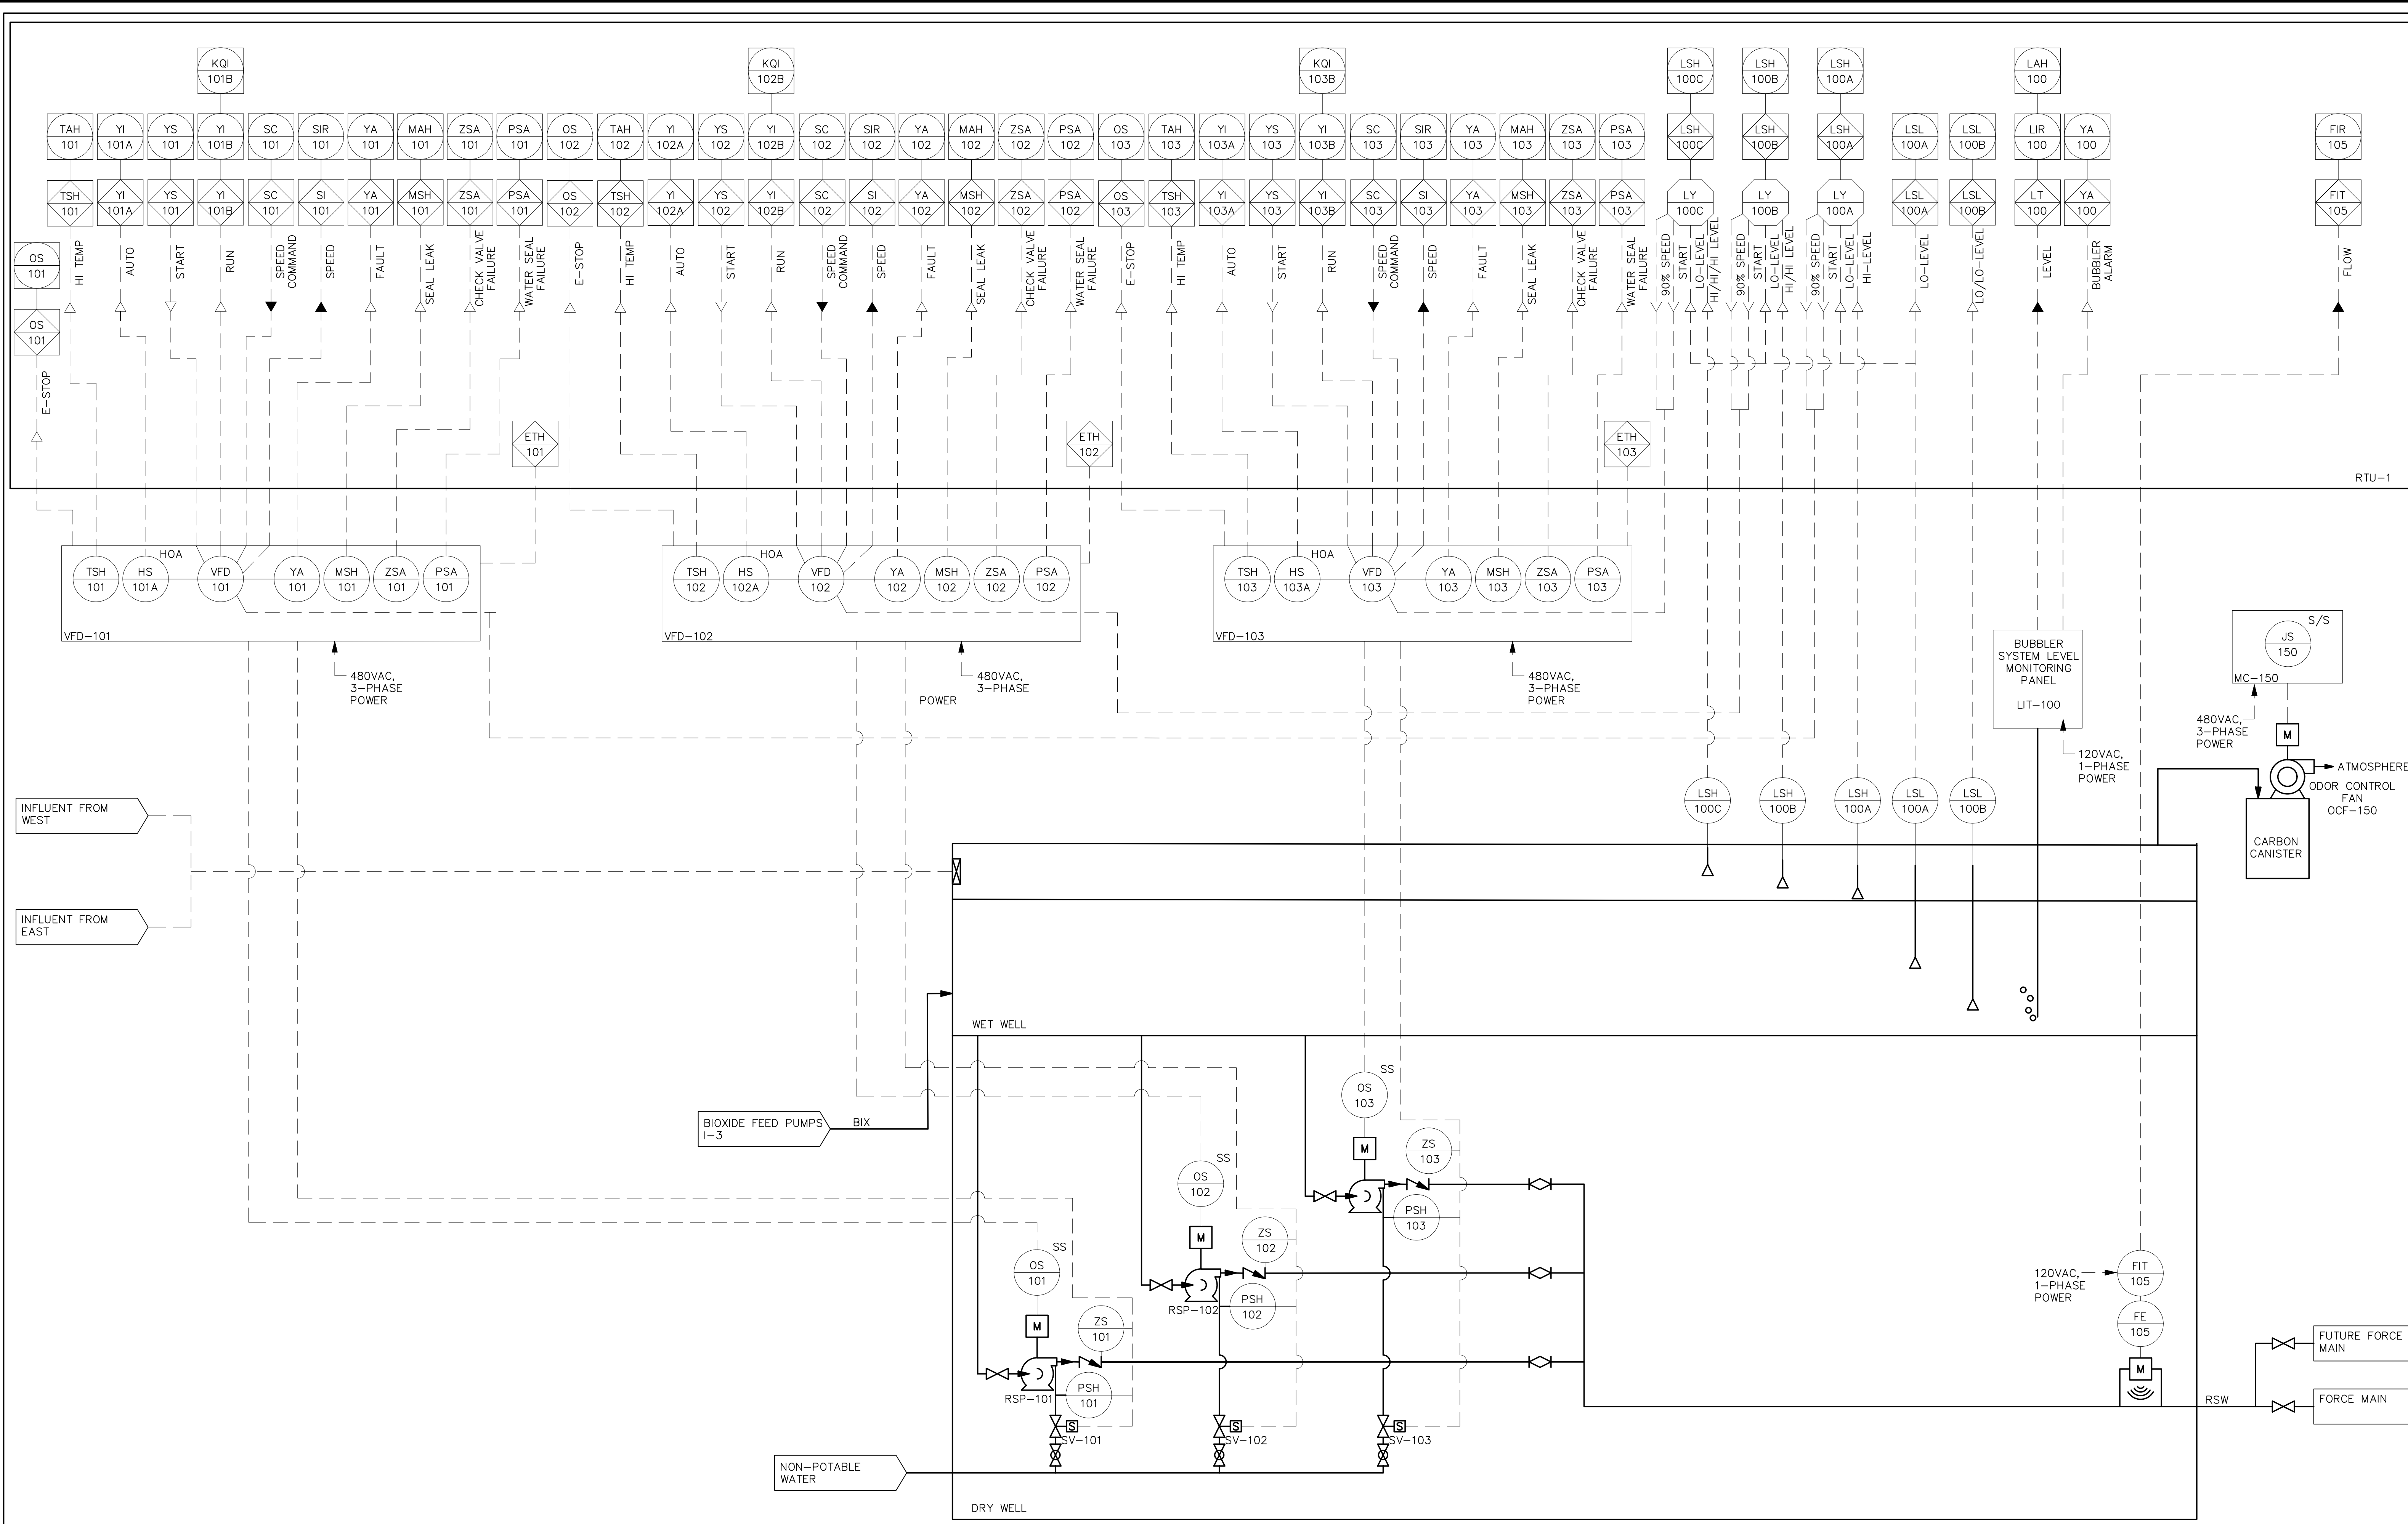 KQI
101B
KQI
102B
KQI
103B
LSH
100C
LSH
100B
LSH
100A
LAH
100
TAH
101
YI
101A
YS
101
YI
101B
SC
101
SIR
101
YA
101
MAH
101
ZSA
101
PSA
101
OS
102
TAH
102
YI
102A
YS
102
YI
102B
SC
102
SIR
102
YA
102
MAH
102
ZSA
102
PSA
102
OS
103
TAH
103
YI
103A
YS
103
YI
103B
SC
103
SIR
103
YA
103
MAH
103
ZSA
103
PSA
103
LSH
100C
LSH
100B
LSH
100A
LSL
100A
LSL
100B
LIR
100
YA
100
FIR
105
TSH
101
YI
101A
YS
101
YI
101B
SC
101
SI
101
YA
101
MSH
101
ZSA
101
PSA
101
OS
102
TSH
102
YI
102A
YS
102
YI
102B
SC
102
SI
102
YA
102
MSH
102
ZSA
102
PSA
102
OS
103
TSH
103
YI
103A
YS
103
YI
103B
SC
103
SI
103
YA
103
MSH
103
ZSA
103
PSA
103
LY
100C
LY
100B
LY
100A
LSL
100A
LSL
100B
LT
100
YA
100
FIT
105
OS
101
OS
101
E-STOP
HI TEMP
AUTO
START
RUN
SPEED
COMMAND
SPEED
FAULT
SEAL LEAK
CHECK VALVE
FAILURE
WATER SEAL
FAILURE
E-STOP
HI TEMP
AUTO
START
RUN
SPEED
COMMAND
SPEED
FAULT
SEAL LEAK
CHECK VALVE
FAILURE
WATER SEAL
FAILURE
E-STOP
HI TEMP
AUTO
START
RUN
SPEED
COMMAND
SPEED
FAULT
SEAL LEAK
CHECK VALVE
FAILURE
WATER SEAL
FAILURE
90% SPEED
START
LO-LEVEL
HI/HI/HI LEVEL
90% SPEED
START
LO-LEVEL
HI/HI LEVEL
90% SPEED
START
LO-LEVEL
HI-LEVEL
LO-LEVEL
LO/LO-LEVEL
LEVEL
BUBBLER
ALARM
FLOW
ETH
101
ETH
102
ETH
103
RTU-1
HOA
TSH
101
HS
101A
VFD
101
YA
101
MSH
101
ZSA
101
PSA
101
VFD-101
480VAC,
3-PHASE
POWER
HOA
TSH
102
HS
102A
VFD
102
YA
102
MSH
102
ZSA
102
PSA
102
VFD-102
480VAC,
3-PHASE
POWER
HOA
TSH
103
HS
103A
VFD
103
YA
103
MSH
103
ZSA
103
PSA
103
VFD-103
480VAC,
3-PHASE
POWER
BUBBLER
SYSTEM LEVEL
MONITORING
PANEL
LIT-100
120VAC,
1-PHASE
POWER
S/S
JS
150
MC-150
480VAC,
3-PHASE
POWER
M
ATMOSPHERE
ODOR CONTROL
FAN
OCF-150
CARBON
CANISTER
INFLUENT FROM
WEST
INFLUENT FROM
EAST
LSH
100C
LSH
100B
LSH
100A
LSL
100A
LSL
100B
WET WELL
BIOXIDE FEED PUMPS
I-3
BIX
SS
OS
103
M
ZS
103
PSH
103
SS
OS
102
M
ZS
102
RSP-102
PSH
102
SS
OS
101
M
ZS
101
RSP-101
PSH
101
S
SV-101
S
SV-102
S
SV-103
120VAC,
1-PHASE
POWER
FIT
105
FE
105
M
RSW
FUTURE FORCE
MAIN
FORCE MAIN
NON-POTABLE
WATER
DRY WELL